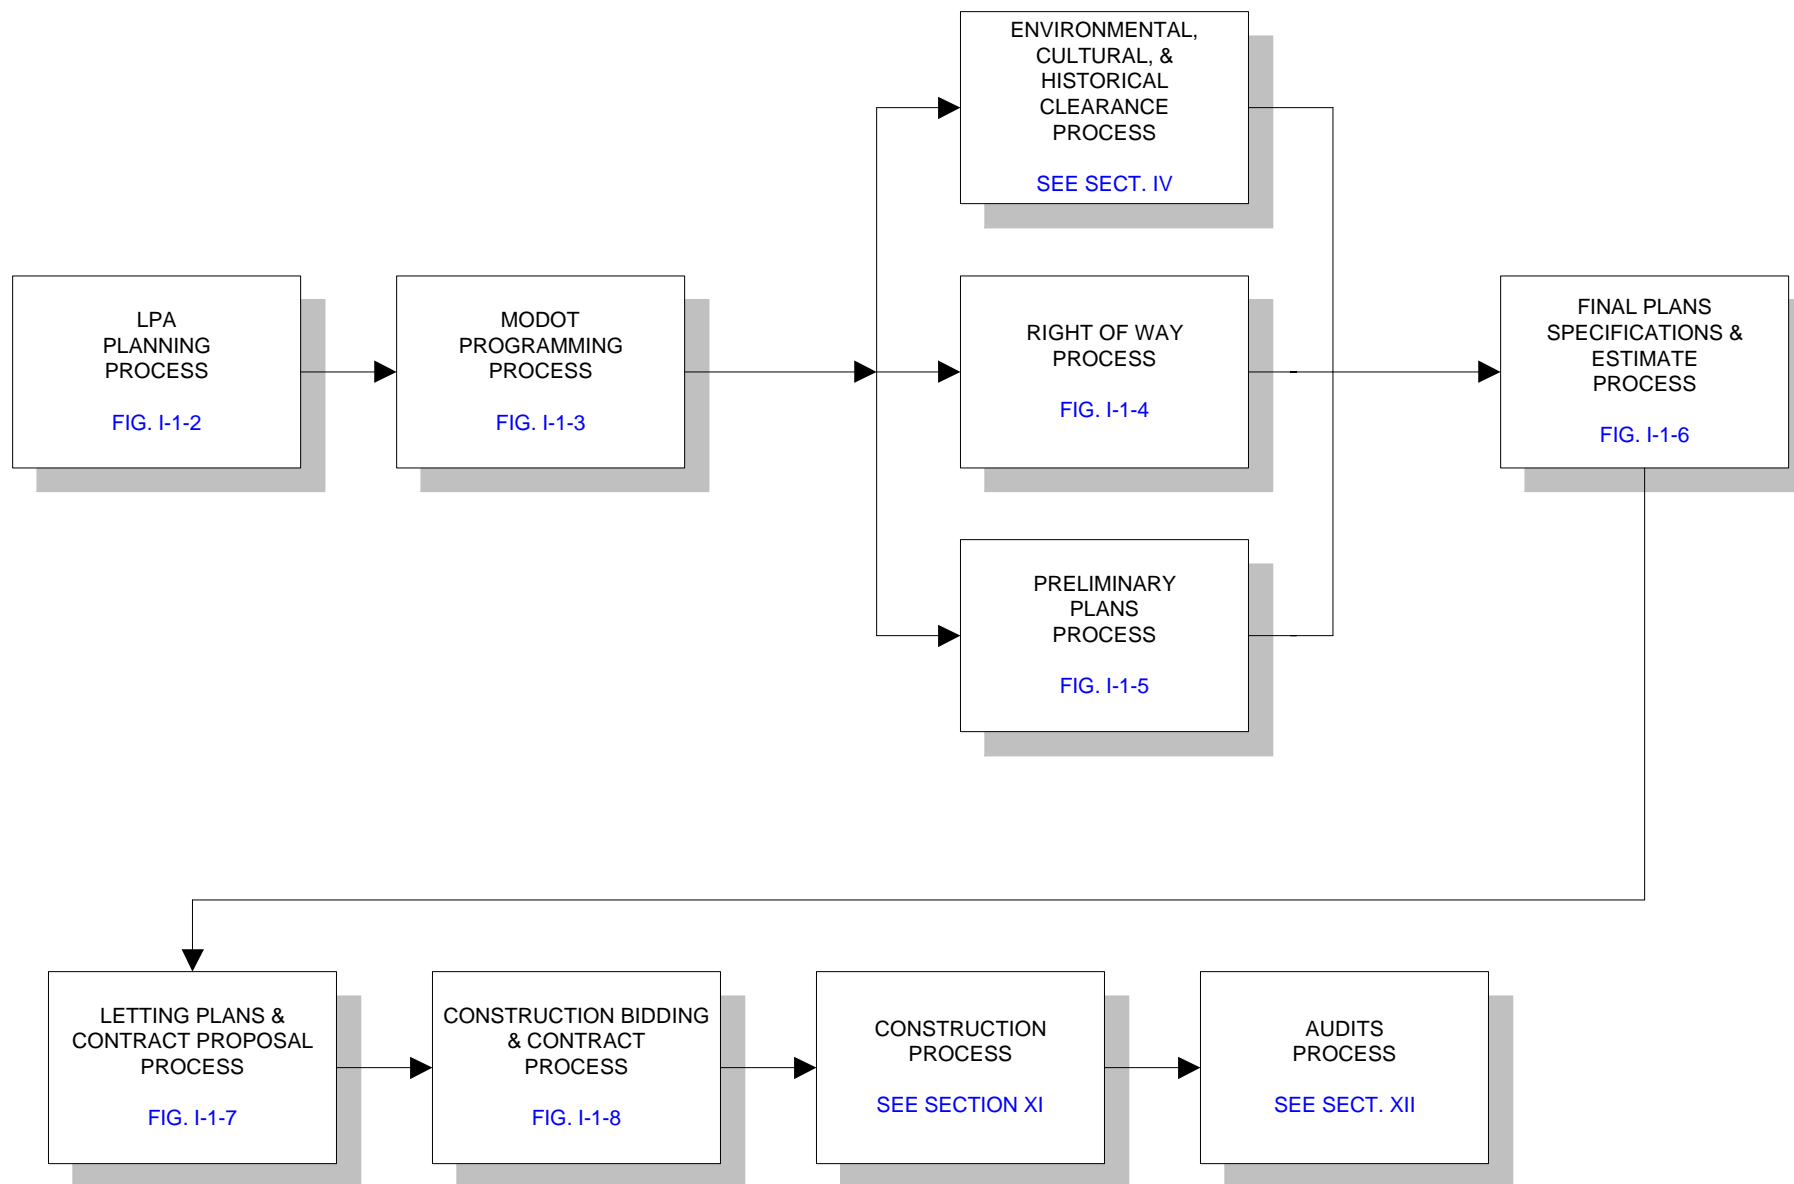 LPA
PLANNING
PROCESS
FIG. I-1-2
MODOT
PROGRAMMING
PROCESS
FIG. I-1-3
ENVIRONMENTAL,
CULTURAL, &
HISTORICAL
CLEARANCE
PROCESS
SEE SECT. IV
RIGHT OF WAY
PROCESS
FIG. I-1-4
PRELIMINARY
PLANS
PROCESS
FIG. I-1-5
FINAL PLANS
SPECIFICATIONS &
ESTIMATE
PROCESS
FIG. I-1-6
LETTING PLANS &
CONTRACT PROPOSAL
PROCESS
FIG. I-1-7
CONSTRUCTION BIDDING
& CONTRACT
PROCESS
FIG. I-1-8
CONSTRUCTION
PROCESS
SEE SECTION XI
AUDITS
PROCESS
SEE SECT. XII